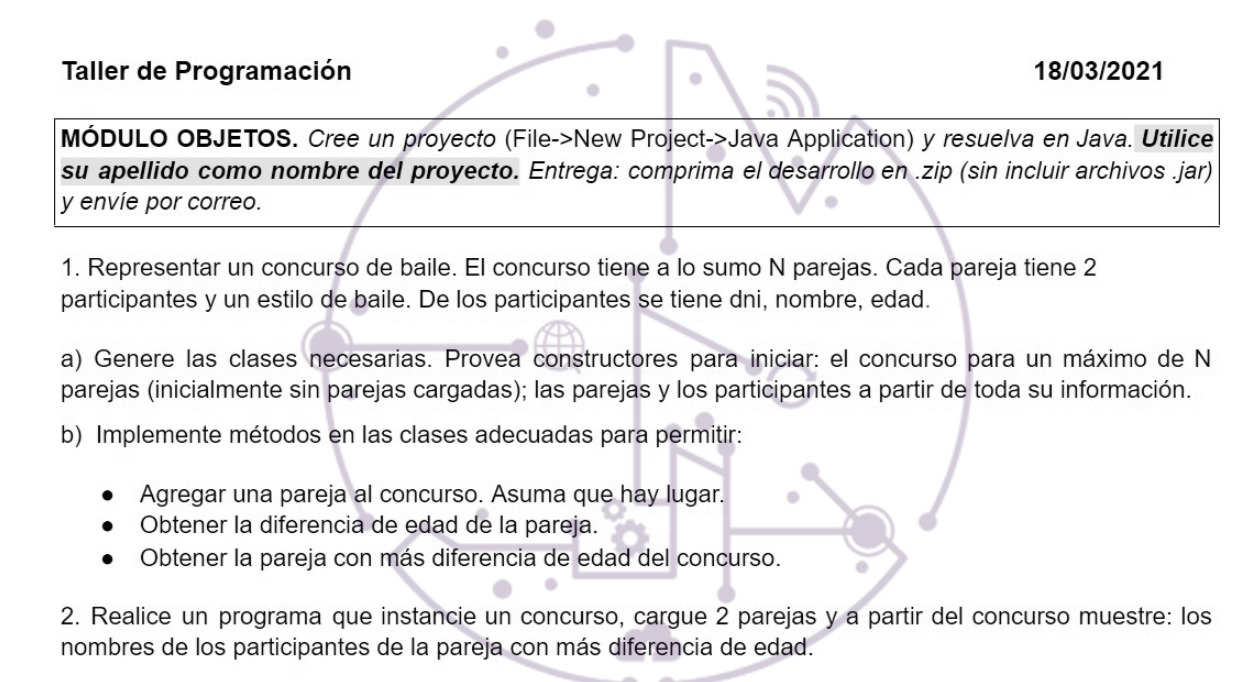 Taller de Programación 18/03/2021
MÓDULO OBJETOS. Cree un proyecto (File->New Project->Java Application) y resuelva en Java. Utilice
su apellido como nombre del proyecto. Entrega: comprima el desarrollo en .zip (sin incluir archivos .jar)
y envíe por correo.
1. Representar un concurso de baile. El concurso tiene a lo sumo N parejas. Cada pareja tiene 2
participantes y un estilo de baile. De los participantes se tiene dni, nombre, edad.
a) Genere las clases necesarias. Provea constructores para iniciar: el concurso para un máximo de N
parejas (inicialmente sin parejas cargadas); las parejas y los participantes a partir de toda su información.
b) Implemente métodos en las clases adecuadas para permitir:
● Agregar una pareja al concurso. Asuma que hay lugar.
● Obtener la diferencia de edad de la pareja.
● Obtener la pareja con más diferencia de edad del concurso.
2. Realice un programa que instancie un concurso, cargue 2 parejas y a partir del concurso muestre: los
nombres de los participantes de la pareja con más diferencia de edad.